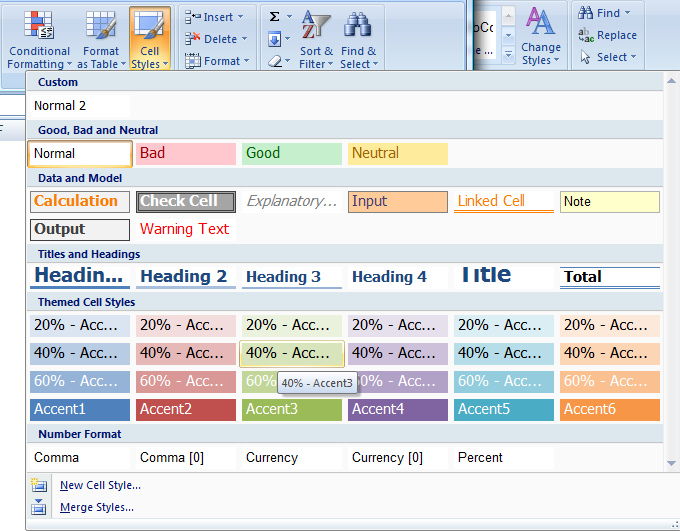 Conditional Formatting
Format as Table
Cell Styles
Insert
Delete
Format
Σ
Sort & Filter
Find & Select
Change Styles
Find
Replace
Select
Custom
Normal 2
Good, Bad and Neutral
Normal Bad Good Neutral
Data and Model
Calculation Check Cell Explanatory... Input Linked Cell Note
Output Warning Text
Titles and Headings
Headin... Heading 2 Heading 3 Heading 4 Title Total
Themed Cell Styles
20% - Acc... 20% - Acc... 20% - Acc... 20% - Acc... 20% - Acc... 20% - Acc...
40% - Acc... 40% - Acc... 40% - Acc... 40% - Acc... 40% - Acc... 40% - Acc...
60% - Acc... 60% - Acc... 60% - Acc... 60% - Acc... 60% - Acc...
40% - Accent3
Accent1 Accent2 Accent3 Accent4 Accent5 Accent6
Number Format
Comma Comma [0] Currency Currency [0] Percent
New Cell Style...
Merge Styles...